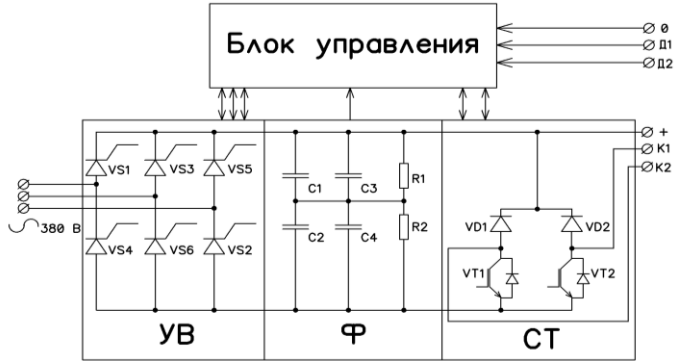 Блок управления
0
Д1
Д2
+
К1
К2
VS1
VS3
VS5
C1
C3
R1
R2
VD1
VD2
380 В
VS4
VS6
VS2
C2
C4
VT1
VT2
УВ
Ф
СТ